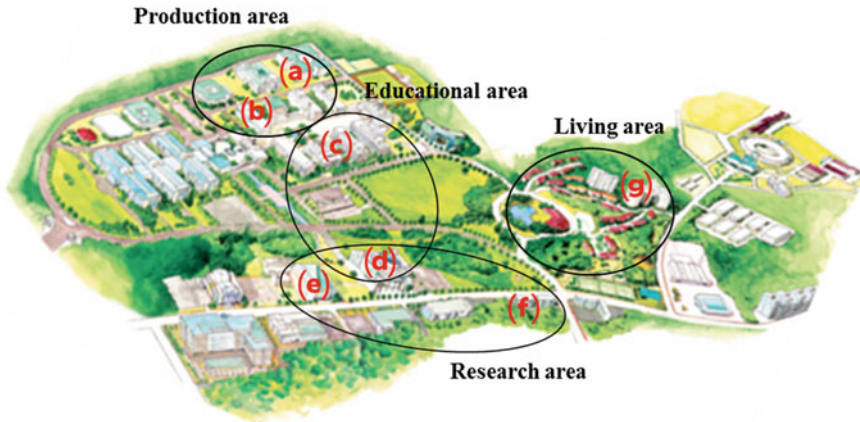 Production area
(a)
Educational area
(b)
Living area
(c)
(g)
(d)
(e)
(f)
Research area